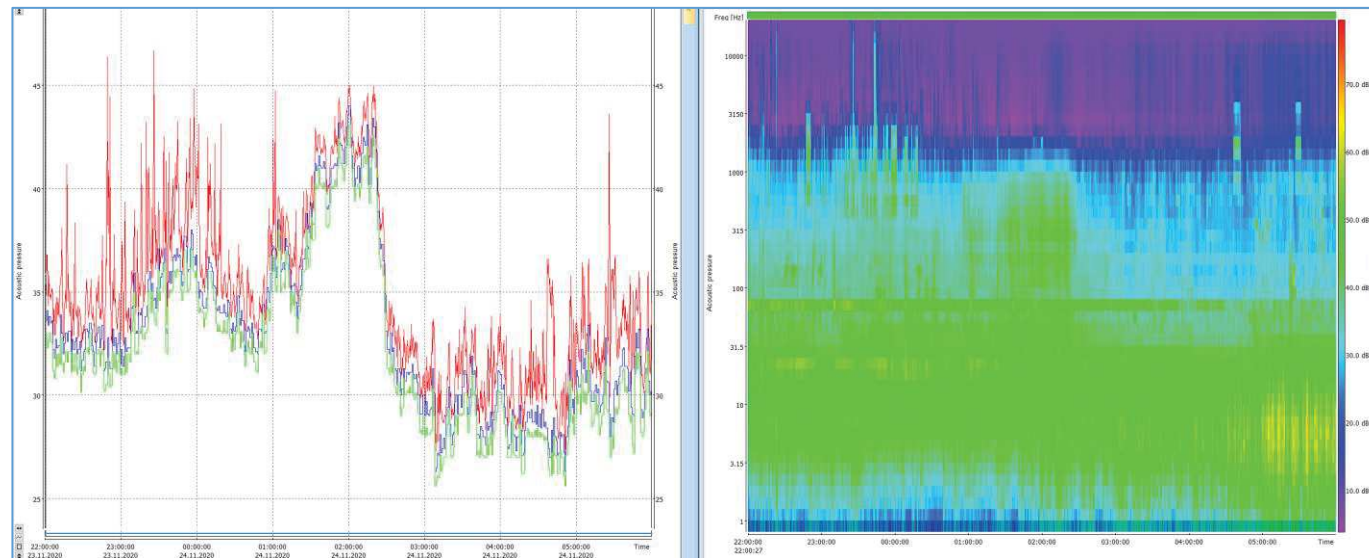 45
40
35
30
25
Acoustic pressure
45
40
35
30
25
Acoustic pressure
22:00:00 23:00:00 00:00:00 01:00:00 02:00:00 03:00:00 04:00:00 05:00:00 Time
23.11.2020 23.11.2020 24.11.2020 24.11.2020 24.11.2020 24.11.2020 24.11.2020 24.11.2020
Freq [Hz]
10000
3150
1000
315
100
31.5
10
3.15
1
Acoustic pressure
22:00:00 23:00:00 00:00:00 01:00:00 02:00:00 03:00:00 04:00:00 05:00:00 Time
22:00:27
70.0 dB
60.0 dB
50.0 dB
40.0 dB
30.0 dB
20.0 dB
10.0 dB